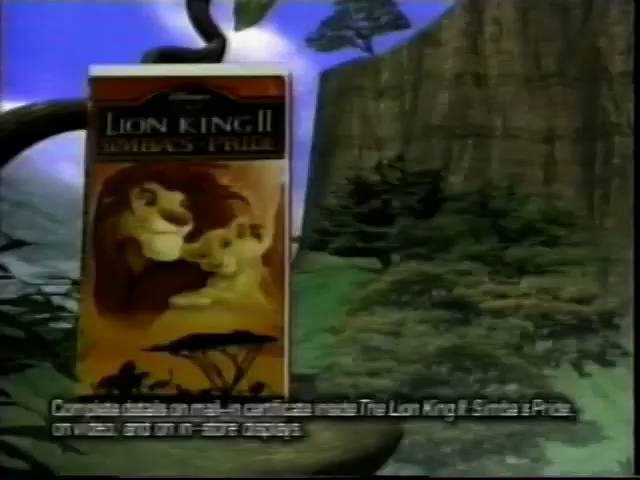 Disney's
LION KING II
SIMBA'S PRIDE
Complete details on mail-in certificate inside The Lion King II: Simba's Pride
on video, and on in-store displays.